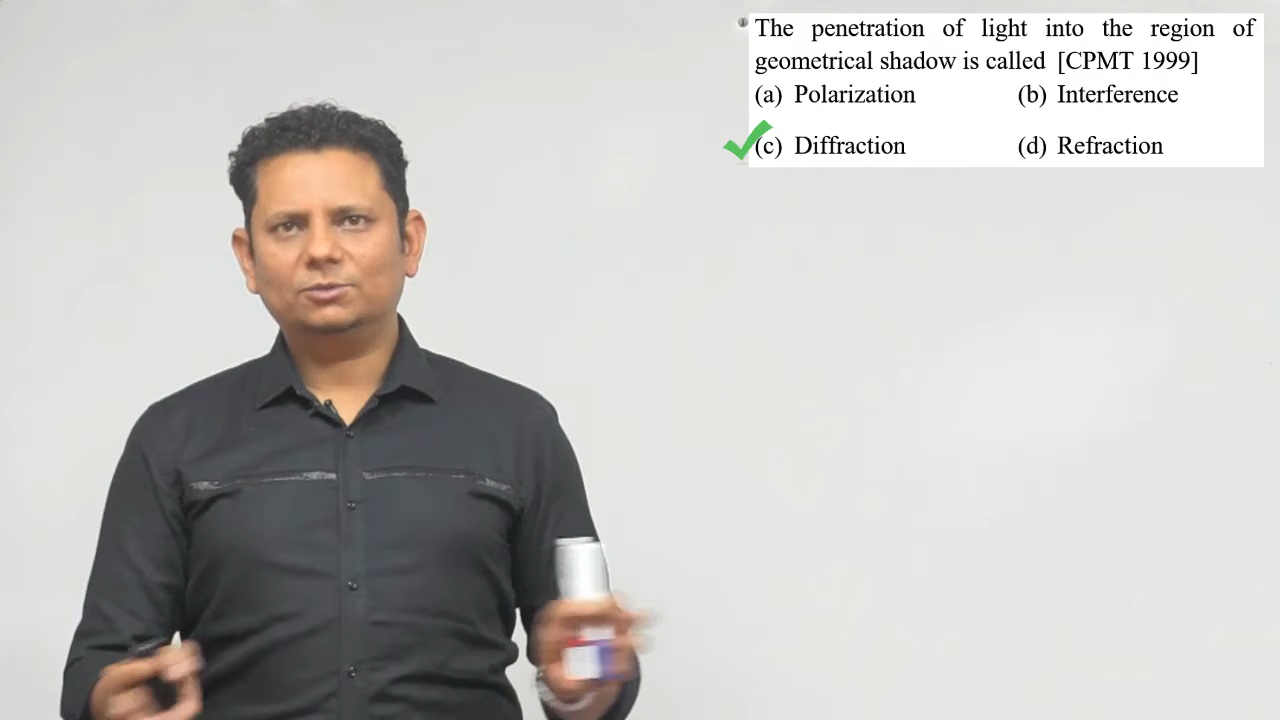 The penetration of light into the region of
geometrical shadow is called [CPMT 1999]
(a) Polarization (b) Interference
(c) Diffraction (d) Refraction